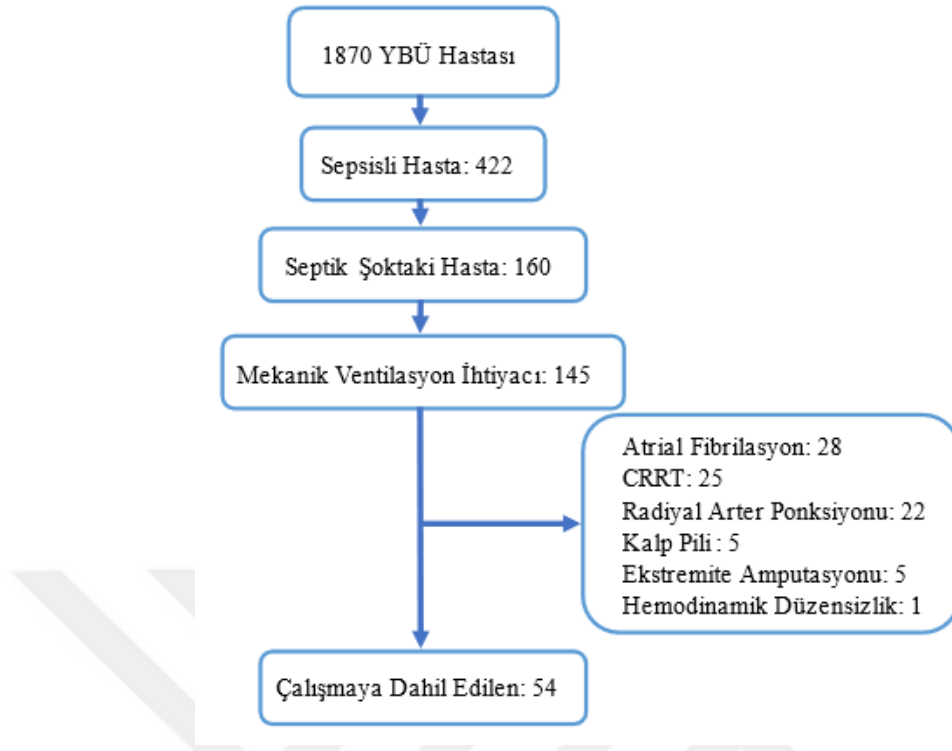 1870 YBÜ Hastası
Sepsisli Hasta: 422
Septik Şoktaki Hasta: 160
Mekanik Ventilasyon İhtiyacı: 145
Atrial Fibrilasyon: 28
CRRT: 25
Radiyal Arter Ponksiyonu: 22
Kalp Pili : 5
Ekstremite Amputasyonu: 5
Hemodinamik Düzensizlik: 1
Çalışmaya Dahil Edilen: 54